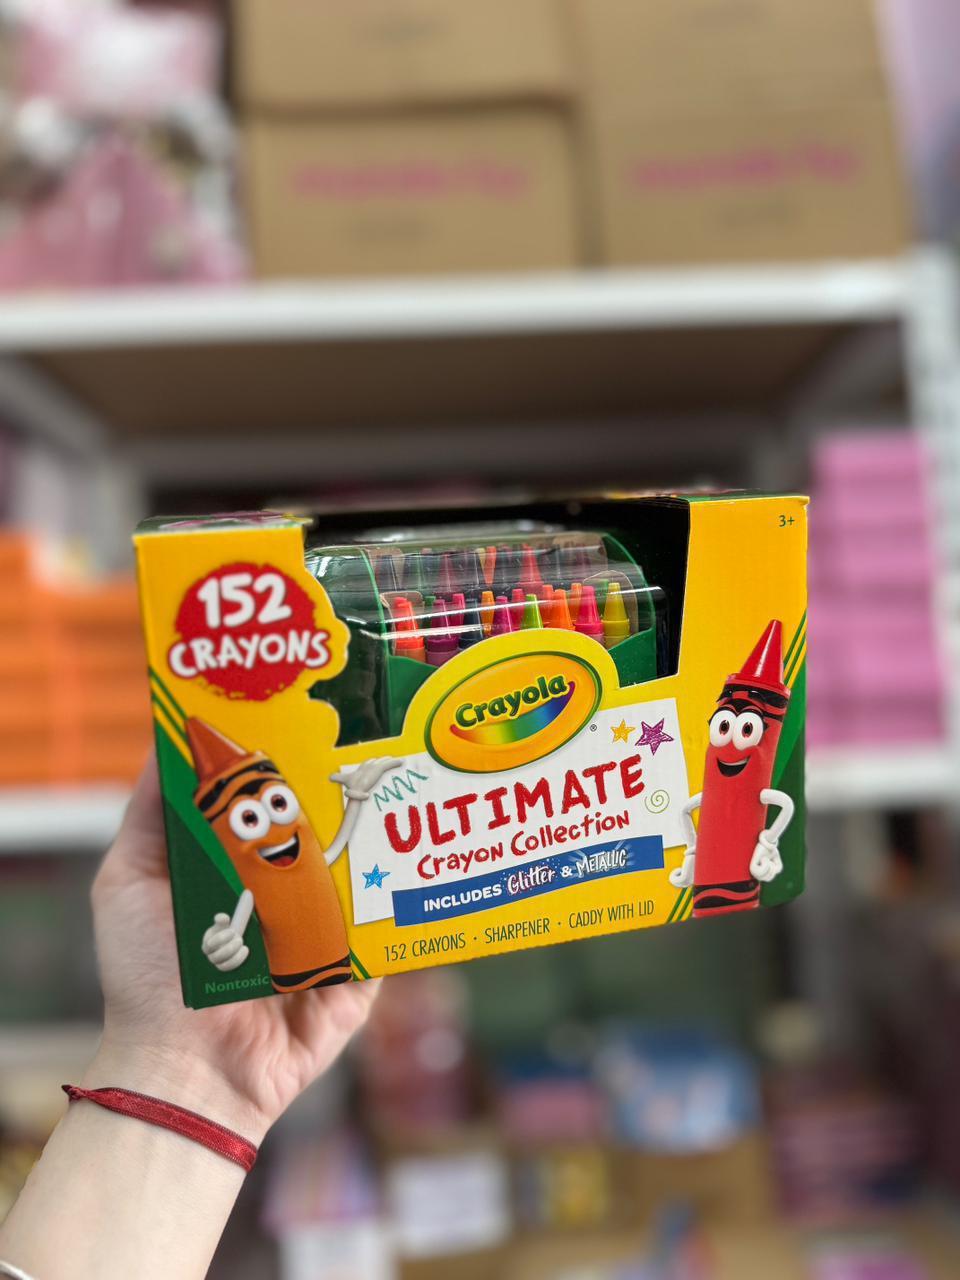 3+
152
CRAYONS
Crayola
®
ULTIMATE
Crayon Collection
INCLUDES Glitter & METALLIC
152 CRAYONS · SHARPENER · CADDY WITH LID
Nontoxic